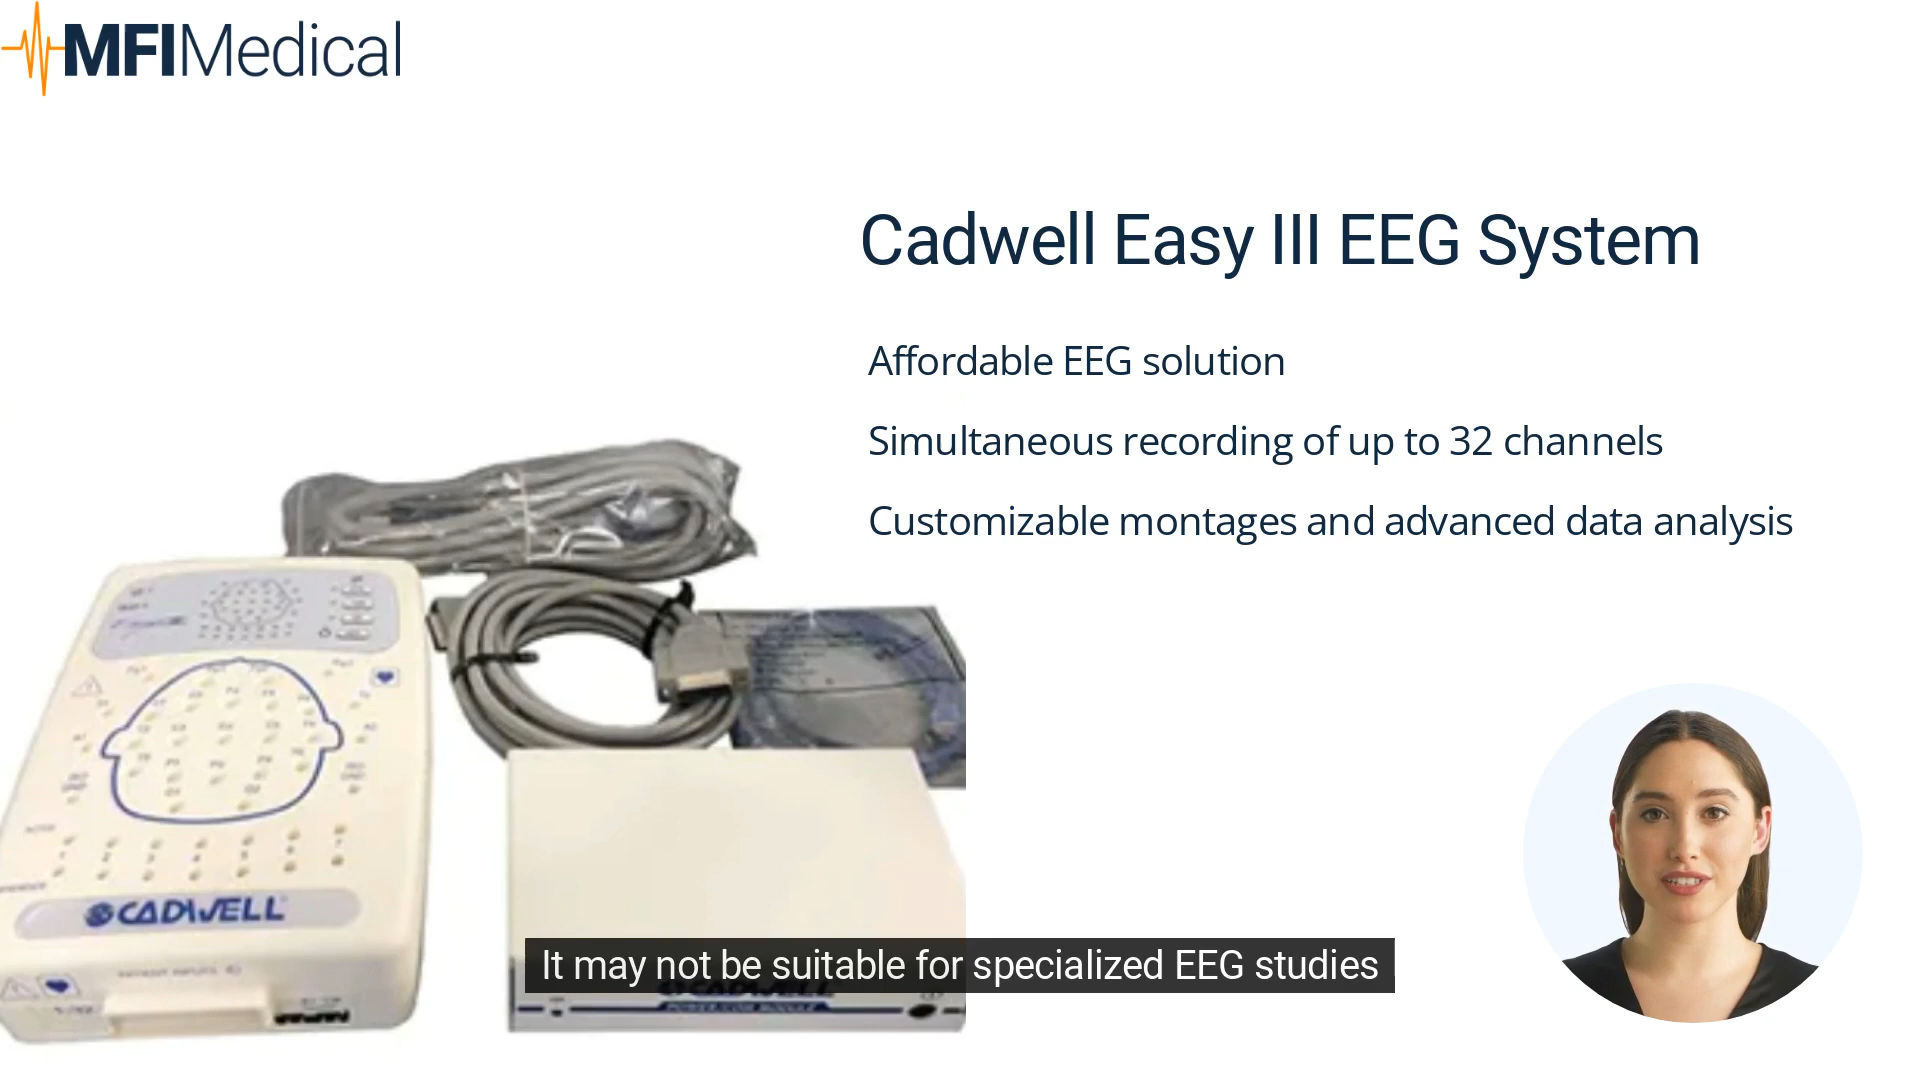 MFIMedical
Cadwell Easy III EEG System
Affordable EEG solution
Simultaneous recording of up to 32 channels
Customizable montages and advanced data analysis
CADWELL
It may not be suitable for specialized EEG studies
CADWELL